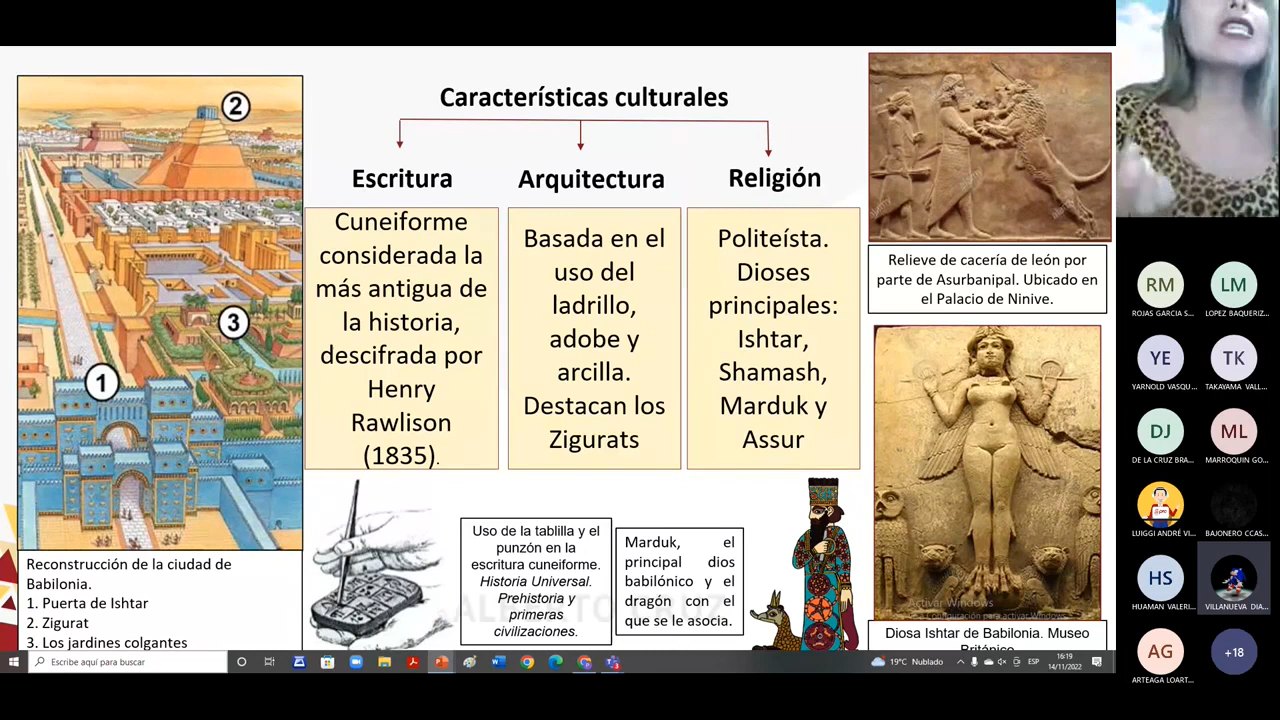 Características culturales
Escritura
Arquitectura
Religión
Cuneiforme
considerada la
más antigua de
la historia,
descifrada por
Henry
Rawlison
(1835).
Basada en el
uso del
ladrillo,
adobe y
arcilla.
Destacan los
Zigurats
Politeísta.
Dioses
principales:
Ishtar,
Shamash,
Marduk y
Assur
1
2
3
Reconstrucción de la ciudad de
Babilonia.
1. Puerta de Ishtar
2. Zigurat
3. Los jardines colgantes
Uso de la tablilla y el
punzón en la
escritura cuneiforme.
Historia Universal.
Prehistoria y
primeras
civilizaciones.
Marduk, el
principal dios
babilónico y el
dragón con el
que se le asocia.
Relieve de cacería de león por
parte de Asurbanipal. Ubicado en
el Palacio de Ninive.
Activar Windows
Diosa Ishtar de Babilonia. Museo
Británico
Escribe aquí para buscar
19°C Nublado
ESP
16:19
14/11/2022
RM
ROJAS GARCIA S...
LM
LOPEZ BAQUERIZ...
YE
YARNOLD VASQU...
TK
TAKAYAMA VALL...
DJ
DE LA CRUZ BRA...
ML
MARROQUIN GO...
LUIGGI ANDRÉ VI...
BAJONERO CCAS...
HS
HUAMAN VALERI...
VILLANUEVA DIA...
AG
ARTEAGA LOART...
+18